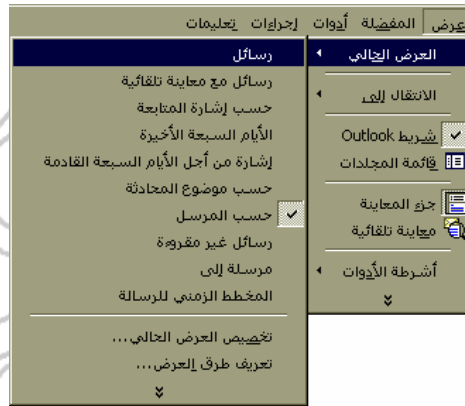 عرض المفضلة أدوات إجراءات تعليمات
العرض الحالي
الانتقال إلى
شريط Outlook
قائمة المجلدات
جزء المعاينة
معاينة تلقائية
أشرطة الأدوات
رسائل
رسائل مع معاينة تلقائية
حسب إشارة المتابعة
الأيام السبعة الأخيرة
إشارة من أجل الأيام السبعة القادمة
حسب موضوع المحادثة
حسب المرسل
رسائل غير مقروءة
مرسلة إلى
المخطط الزمني للرسالة
تخصيص العرض الحالي...
تعريف طرق العرض...